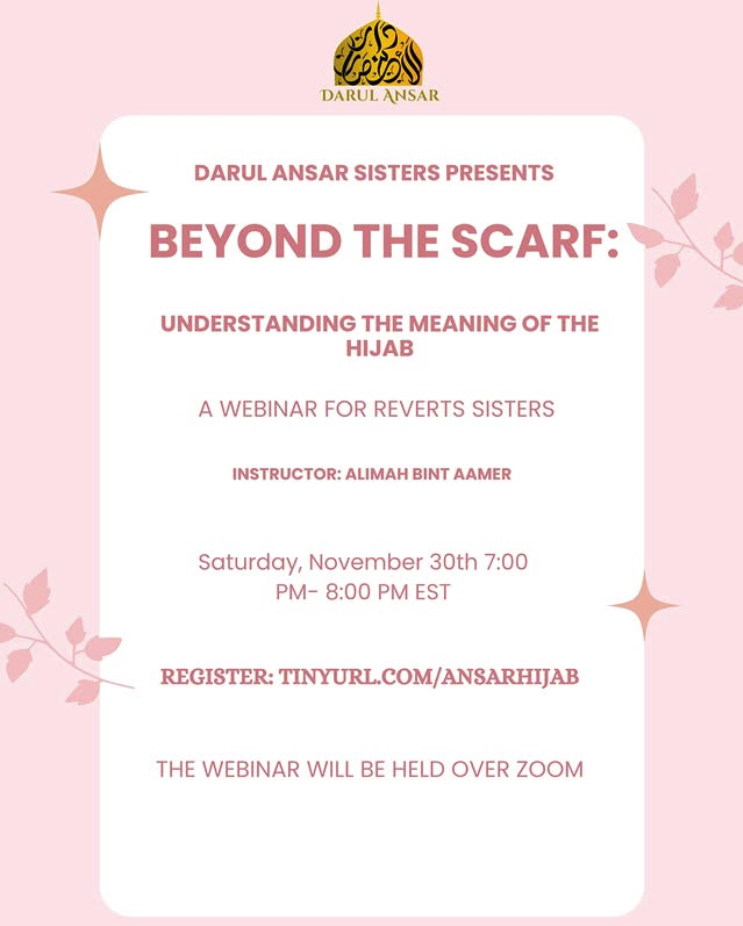 دار الأنصار
DARUL ANSAR
DARUL ANSAR SISTERS PRESENTS
BEYOND THE SCARF:
UNDERSTANDING THE MEANING OF THE
HIJAB
A WEBINAR FOR REVERTS SISTERS
INSTRUCTOR: ALIMAH BINT AAMER
Saturday, November 30th 7:00
PM- 8:00 PM EST
REGISTER: TINYURL.COM/ANSARHIJAB
THE WEBINAR WILL BE HELD OVER ZOOM